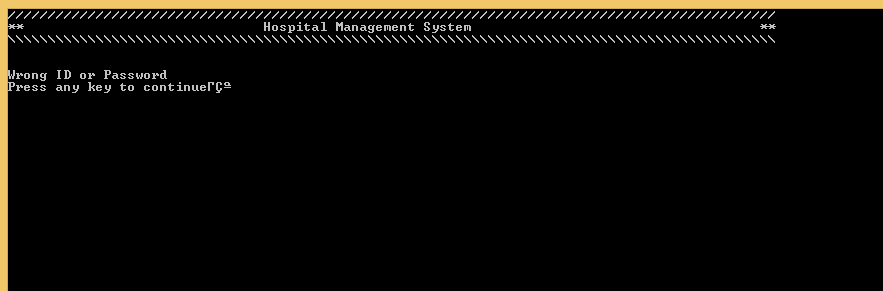 ////////////////////////////////////////////////////////////////////////////////////////////////
** Hospital Management System **
\\\\\\\\\\\\\\\\\\\\\\\\\\\\\\\\\\\\\\\\\\\\\\\\\\\\\\\\\\\\\\\\\\\\\\\\\\\\\\\\\\\\\\\\\\\\\\\\
Wrong ID or Password
Press any key to continueΓÇª